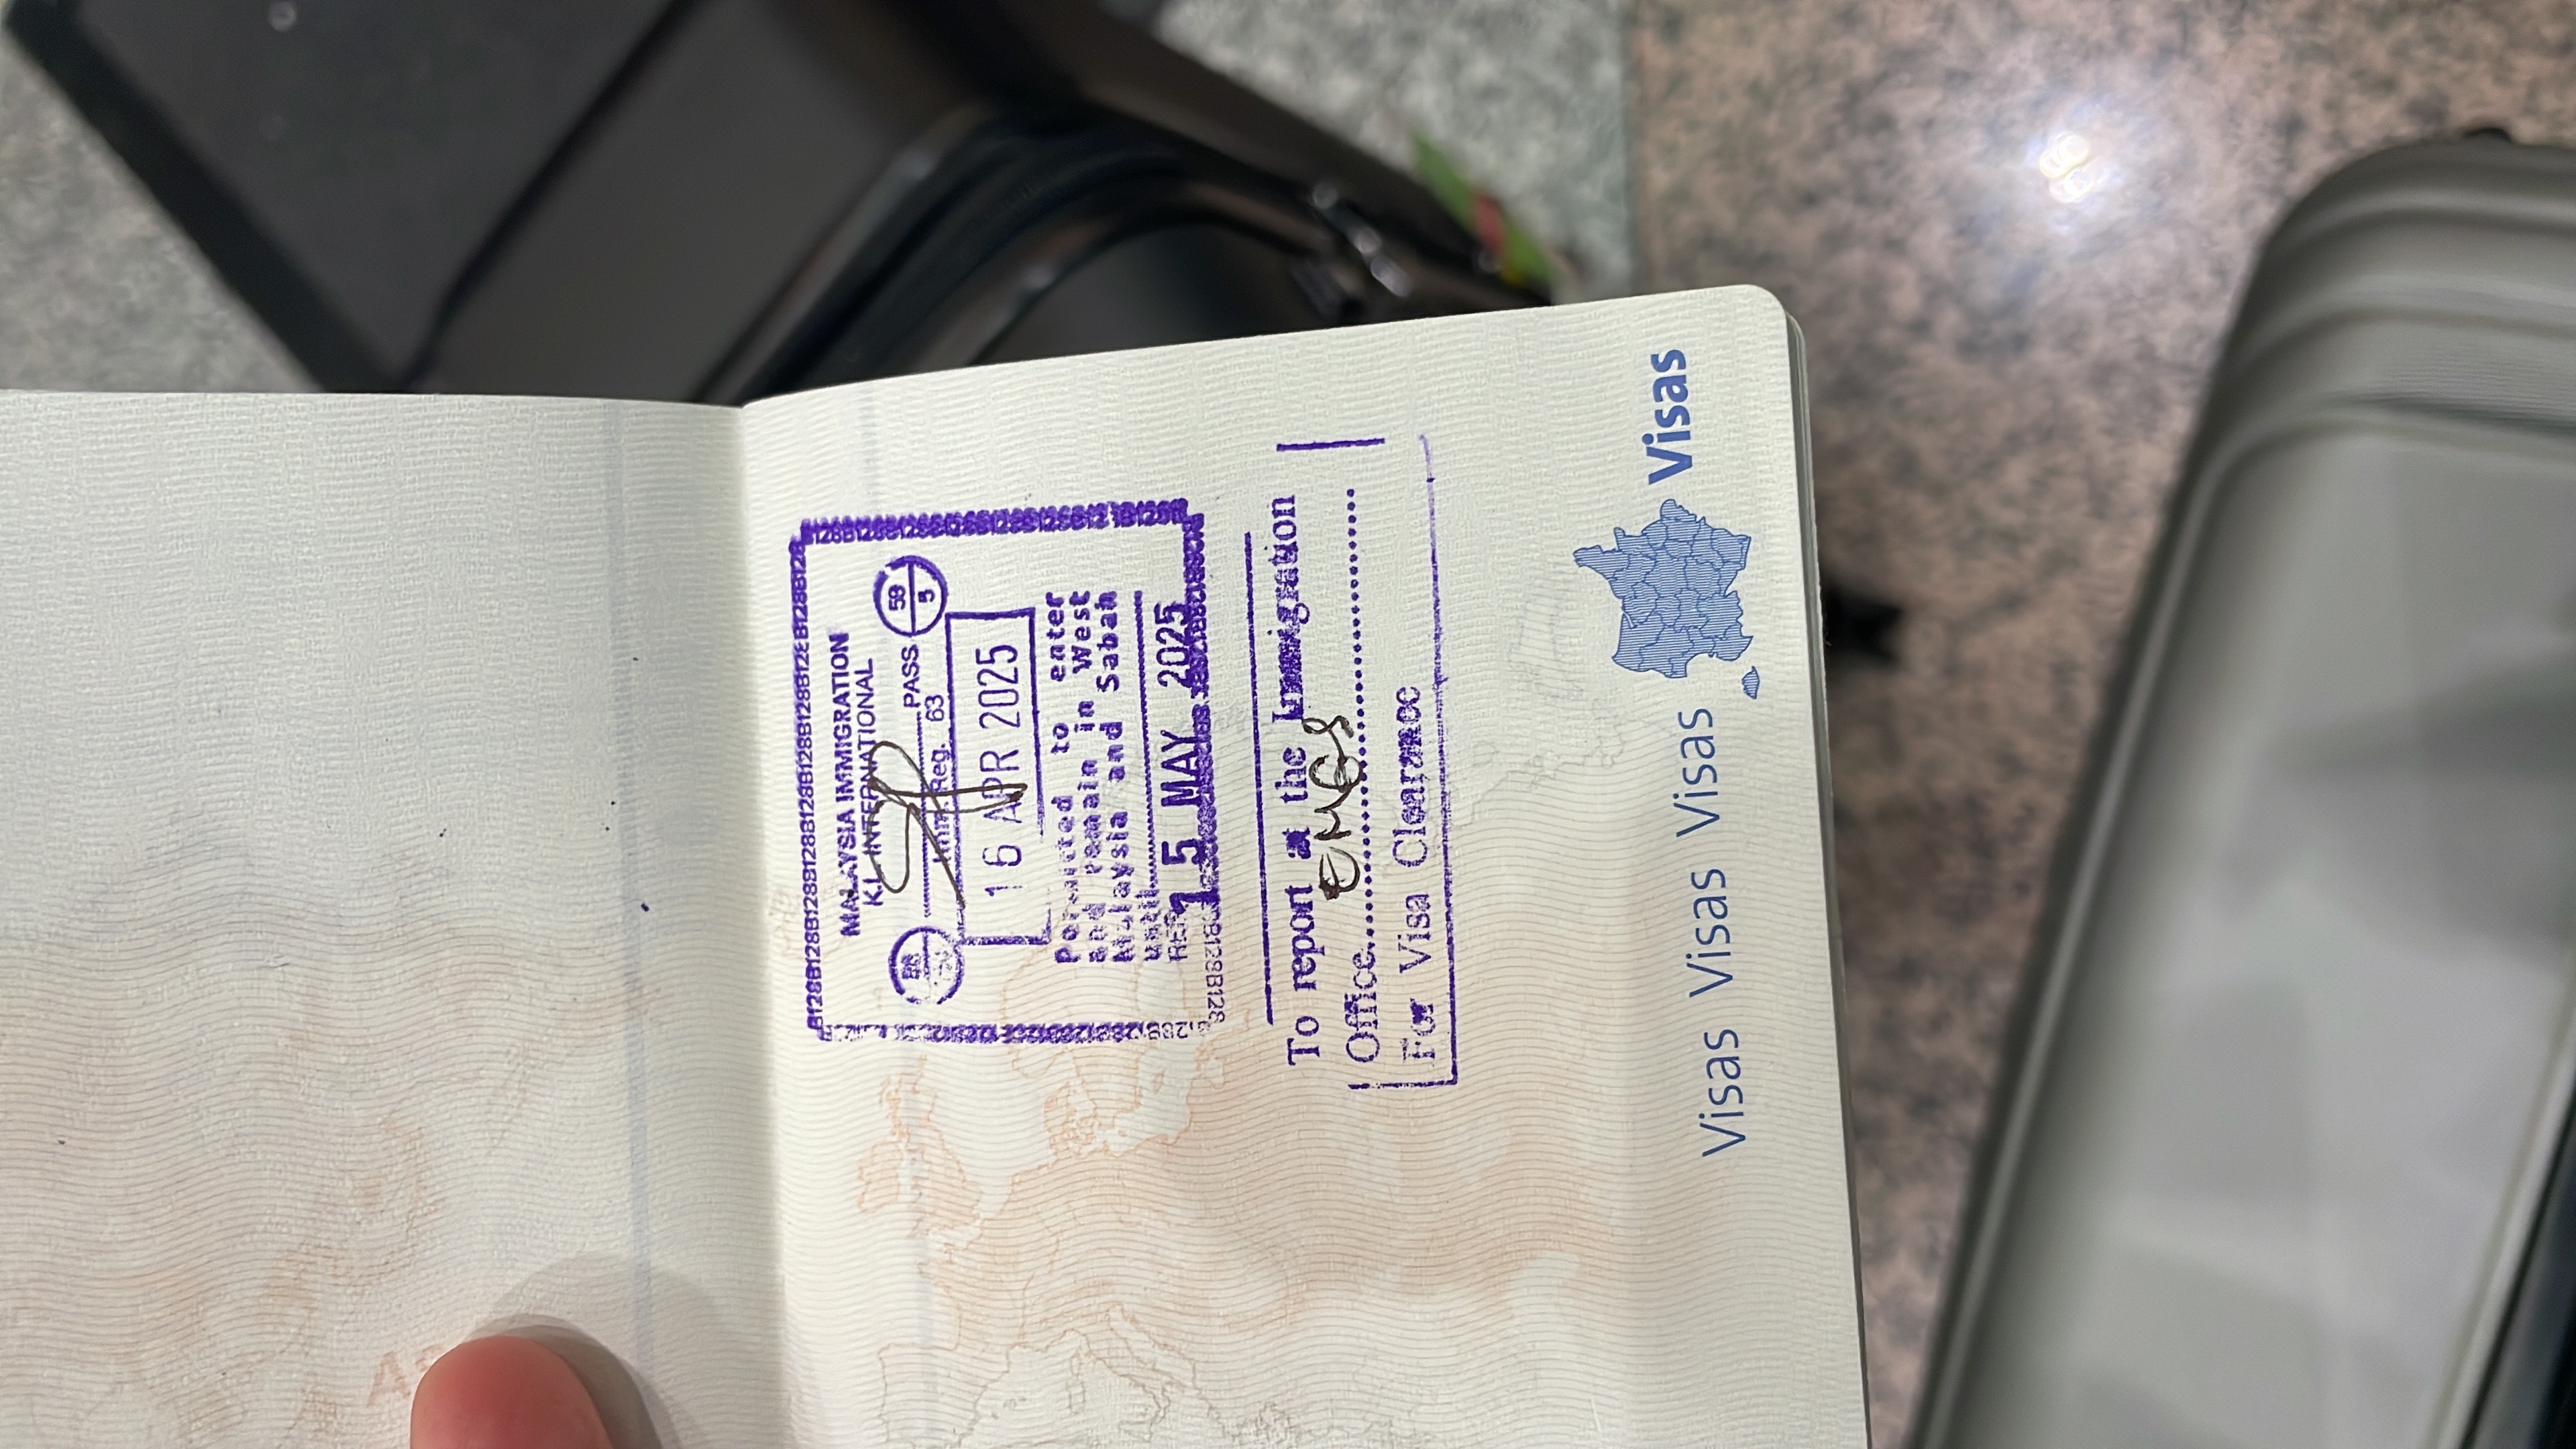 B128B128B128B128B128B128B128B128B128B128
MALAYSIA IMMIGRATION
K.L. INTERNATIONAL
PASS
59
5
Imm. Reg. 63
16 APR 2025
Permitted to enter
and remain in West
Malaysia and Sabah
until
15 MAY 2025
To report at the Immigration
Office EMGS
For Visa Clearance
Visas Visas Visas Visas